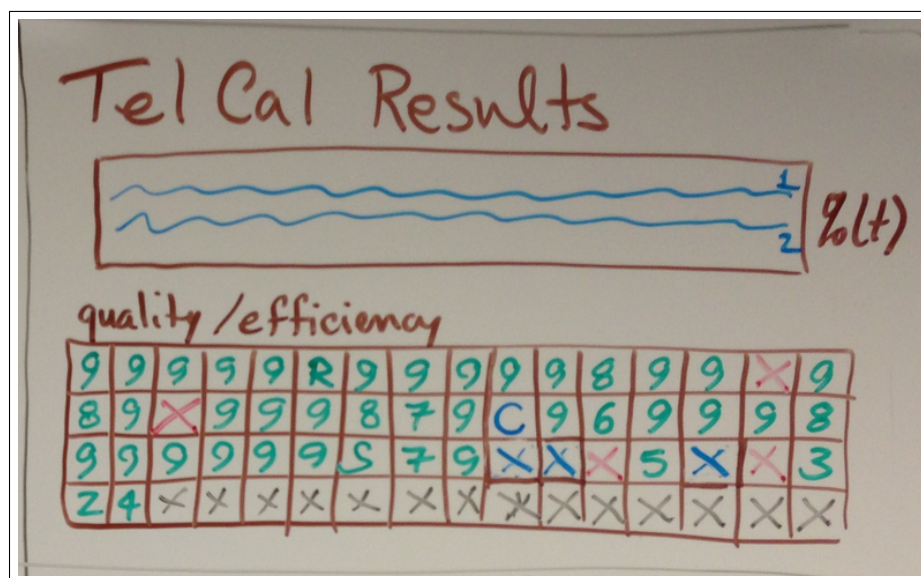 Tel Cal Results
1
%(t)
2
quality/efficiency
9 9 9 9 9 R 9 9 9 9 9 8 9 9 X 9
8 9 X 9 9 9 8 7 9 C 9 6 9 9 9 8
9 9 9 9 9 9 S 7 9 X X X 5 X X 3
2 4 X X X X X X X X X X X X X X